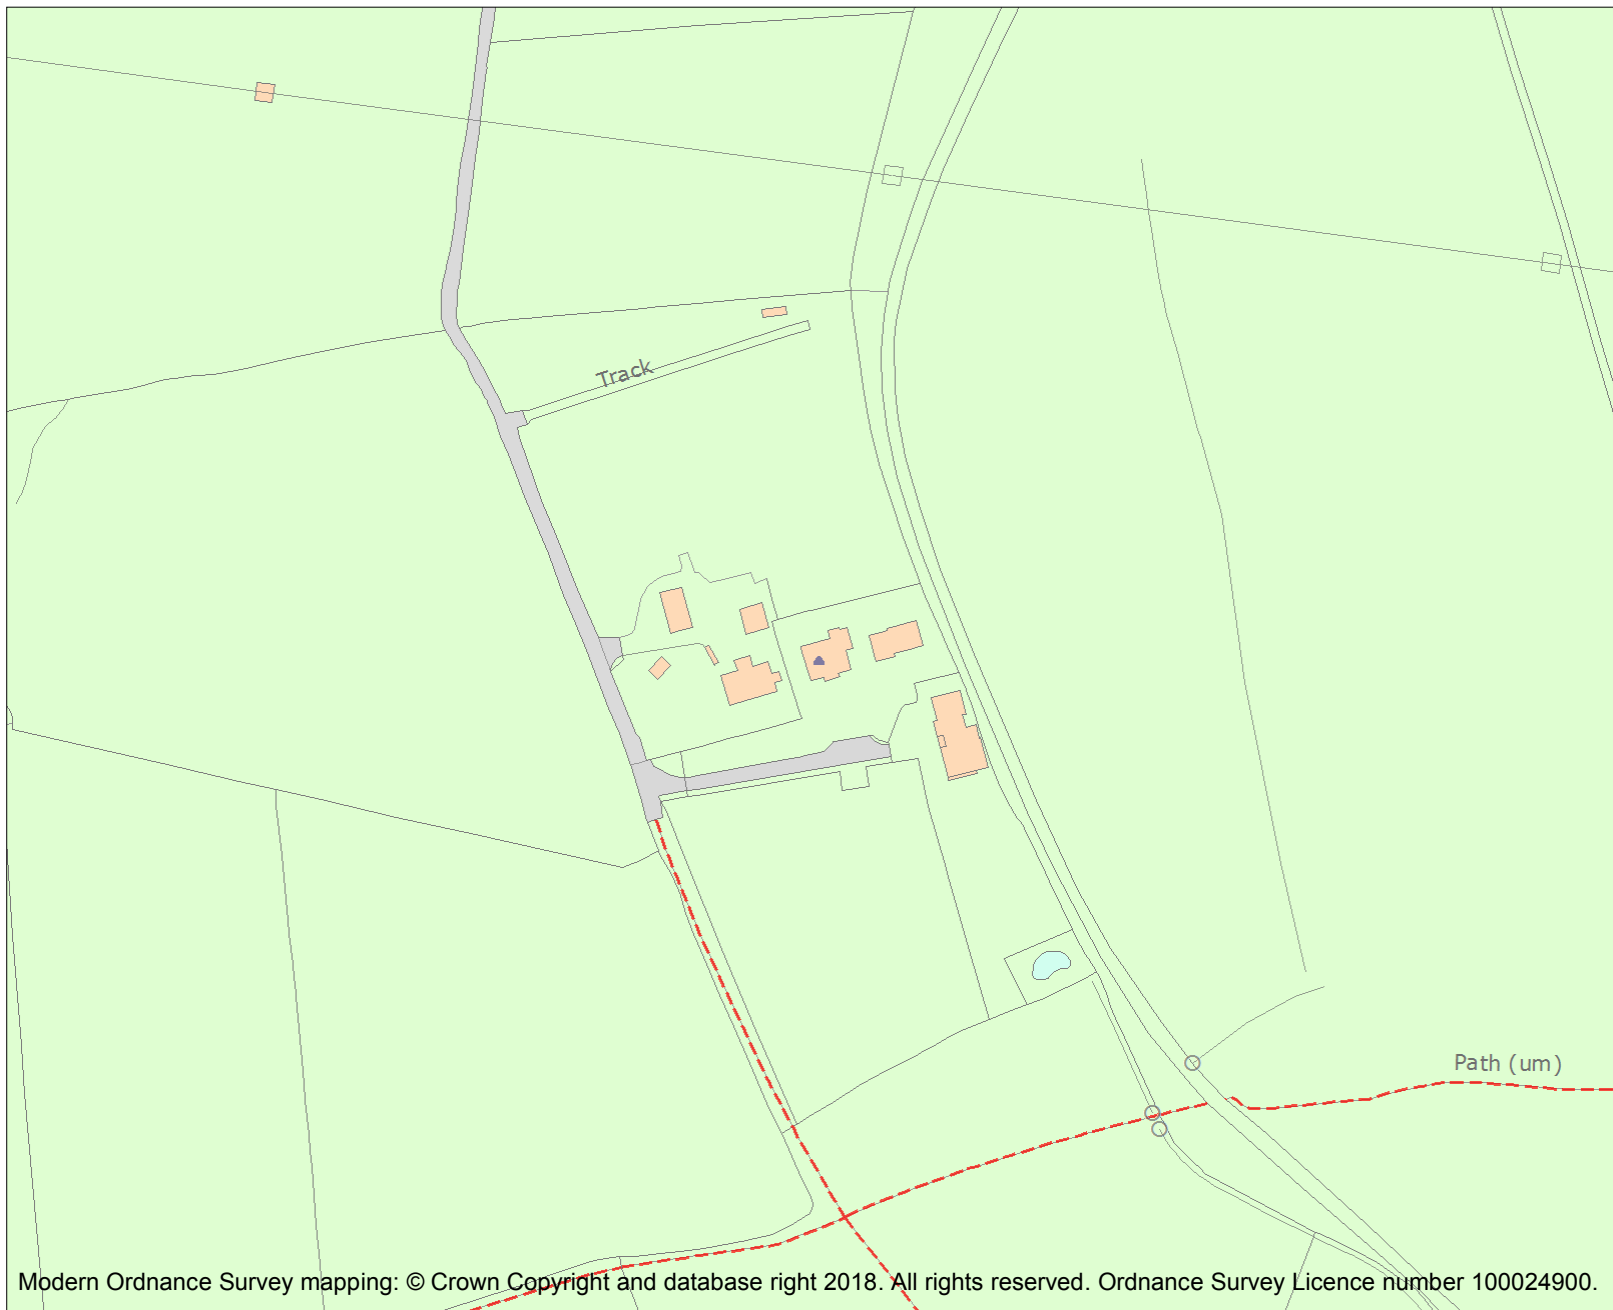 Track
Path (um)
Modern Ordnance Survey mapping: © Crown Copyright and database right 2018. All rights reserved. Ordnance Survey Licence number 100024900.